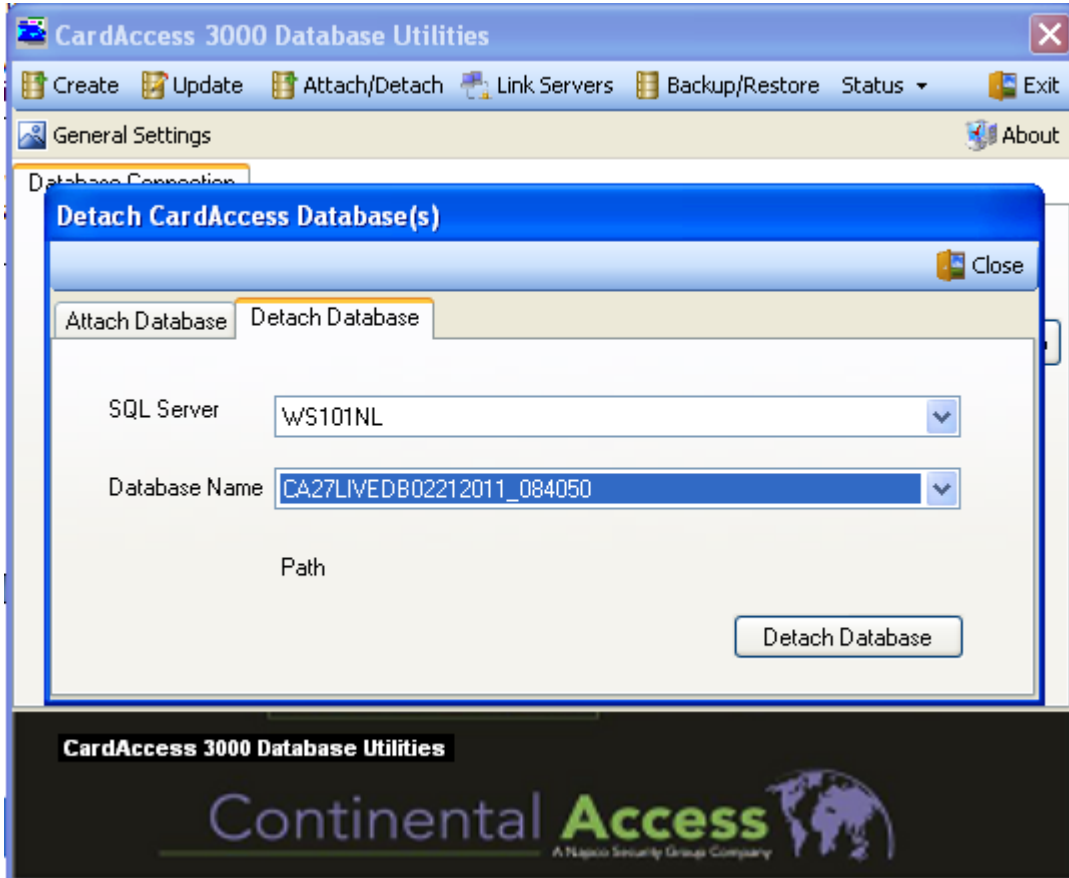 CardAccess 3000 Database Utilities
Create Update Attach/Detach Link Servers Backup/Restore Status Exit
General Settings About
Database Connection
Detach CardAccess Database(s)
Close
Attach Database Detach Database
SQL Server WS101NL
Database Name CA27LIVEDB02212011_084050
Path
Detach Database
CardAccess 3000 Database Utilities
Continental Access
A Napco Security Group Company